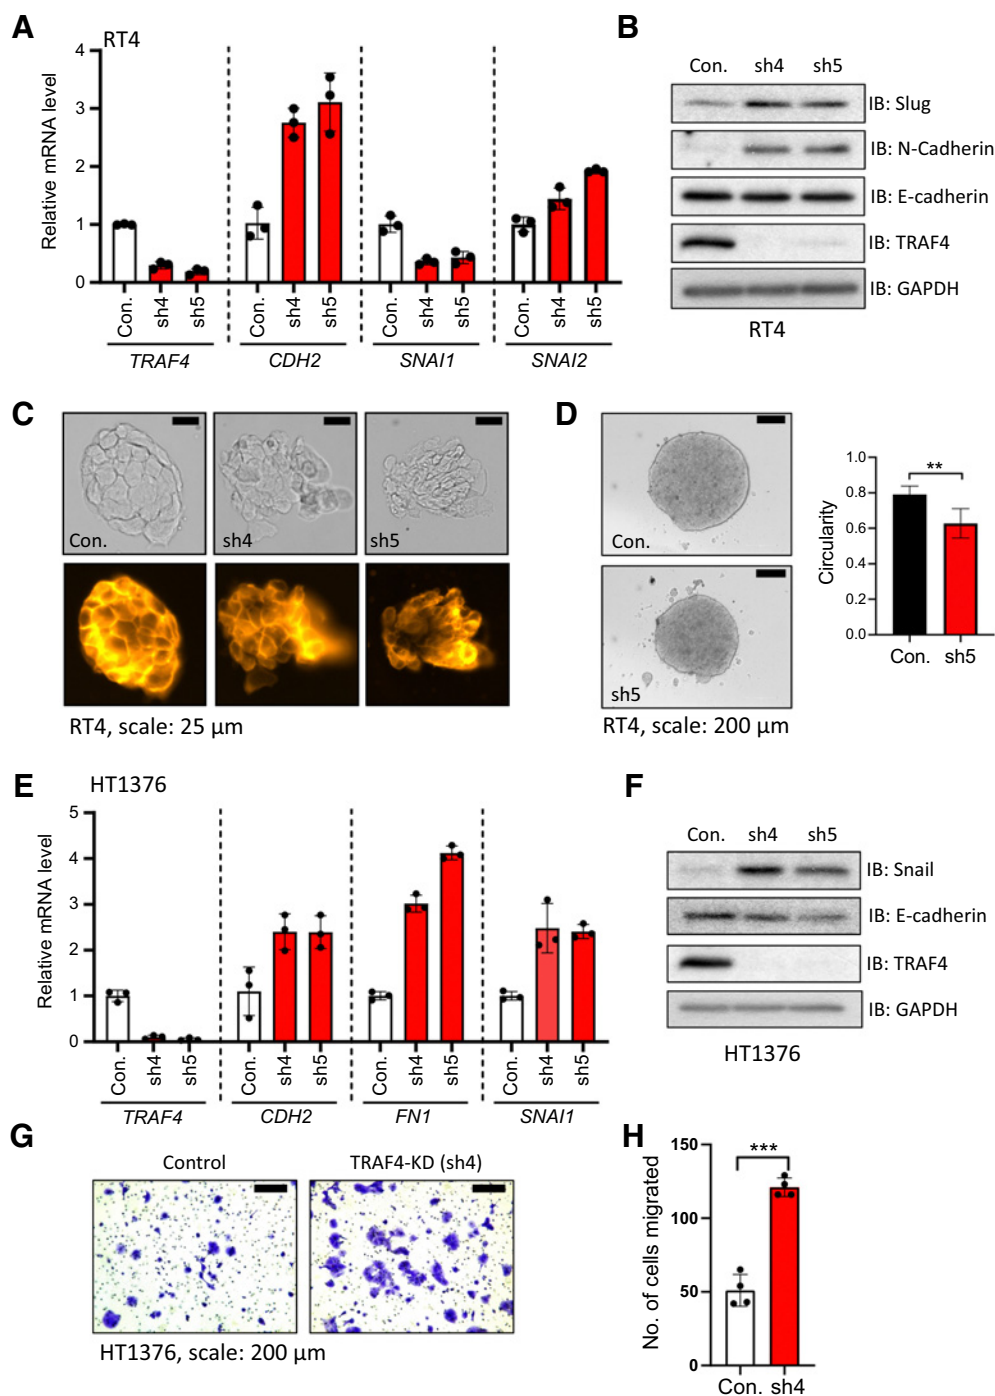 A
RT4
Relative mRNA level
4
3
2
1
0
Con. sh4 sh5 Con. sh4 sh5 Con. sh4 sh5 Con. sh4 sh5
TRAF4 CDH2 SNAI1 SNAI2
B
Con. sh4 sh5
IB: Slug
IB: N-Cadherin
IB: E-cadherin
IB: TRAF4
IB: GAPDH
RT4
C
Con. sh4 sh5
RT4, scale: 25 µm
D
Con.
sh5
RT4, scale: 200 µm
Circularity
1.0
0.8
0.6
0.4
0.2
0.0
**
Con. sh5
E
HT1376
Relative mRNA level
5
4
3
2
1
0
Con. sh4 sh5 Con. sh4 sh5 Con. sh4 sh5 Con. sh4 sh5
TRAF4 CDH2 FN1 SNAI1
F
Con. sh4 sh5
IB: Snail
IB: E-cadherin
IB: TRAF4
IB: GAPDH
HT1376
G
Control TRAF4-KD (sh4)
HT1376, scale: 200 µm
H
No. of cells migrated
150
100
50
0
***
Con. sh4